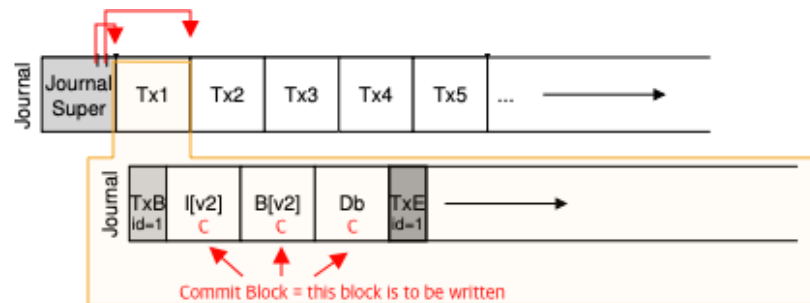 Journal
Journal Super
Tx1
Tx2
Tx3
Tx4
Tx5
...
Journal
TxB
id=1
I[v2]
C
B[v2]
C
Db
C
TxE
id=1
Commit Block = this block is to be written